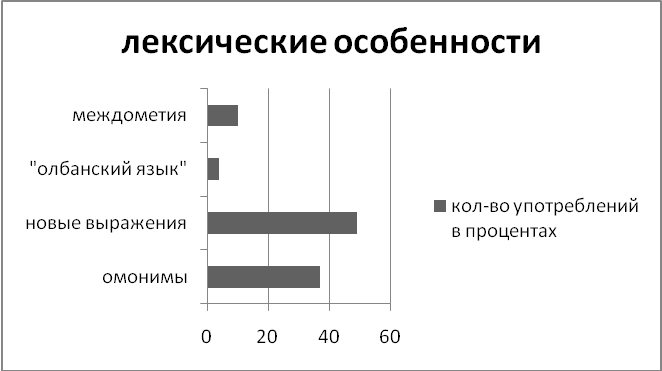 лексические особенности
междометия
"олбанский язык"
новые выражения
омонимы
кол-во употреблений
в процентах
0 20 40 60